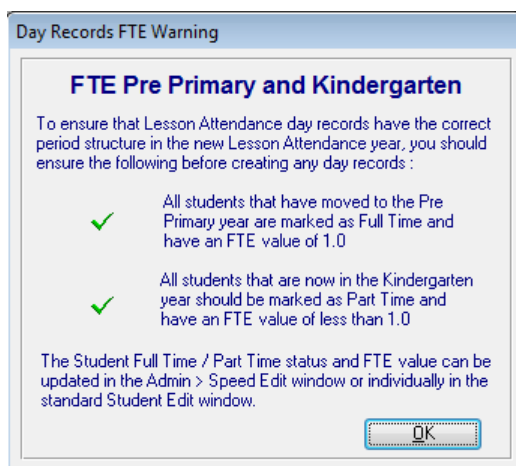 Day Records FTE Warning
FTE Pre Primary and Kindergarten
To ensure that Lesson Attendance day records have the correct
period structure in the new Lesson Attendance year, you should
ensure the following before creating any day records :
All students that have moved to the Pre
Primary year are marked as Full Time and
have an FTE value of 1.0
All students that are now in the Kindergarten
year should be marked as Part Time and
have an FTE value of less than 1.0
The Student Full Time / Part Time status and FTE value can be
updated in the Admin > Speed Edit window or individually in the
standard Student Edit window.
OK